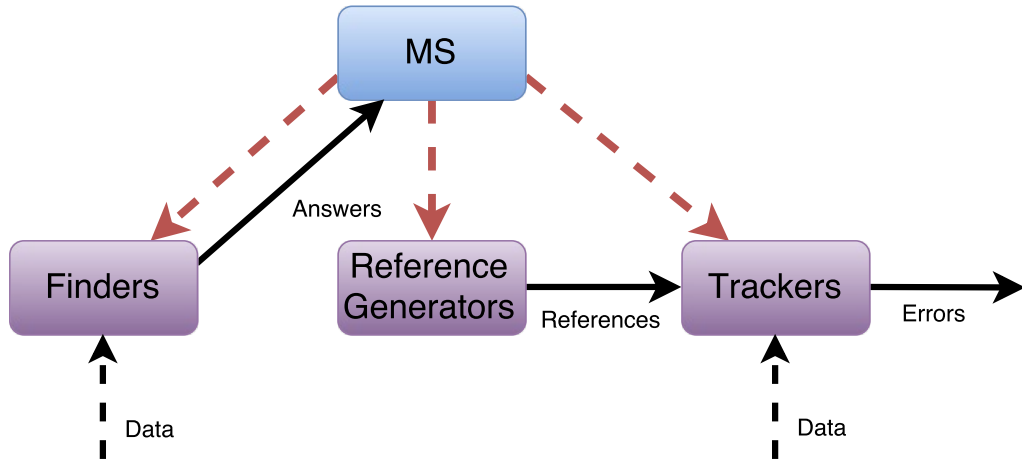 MS
Answers
Finders
Reference
Generators
References
Trackers
Errors
Data
Data